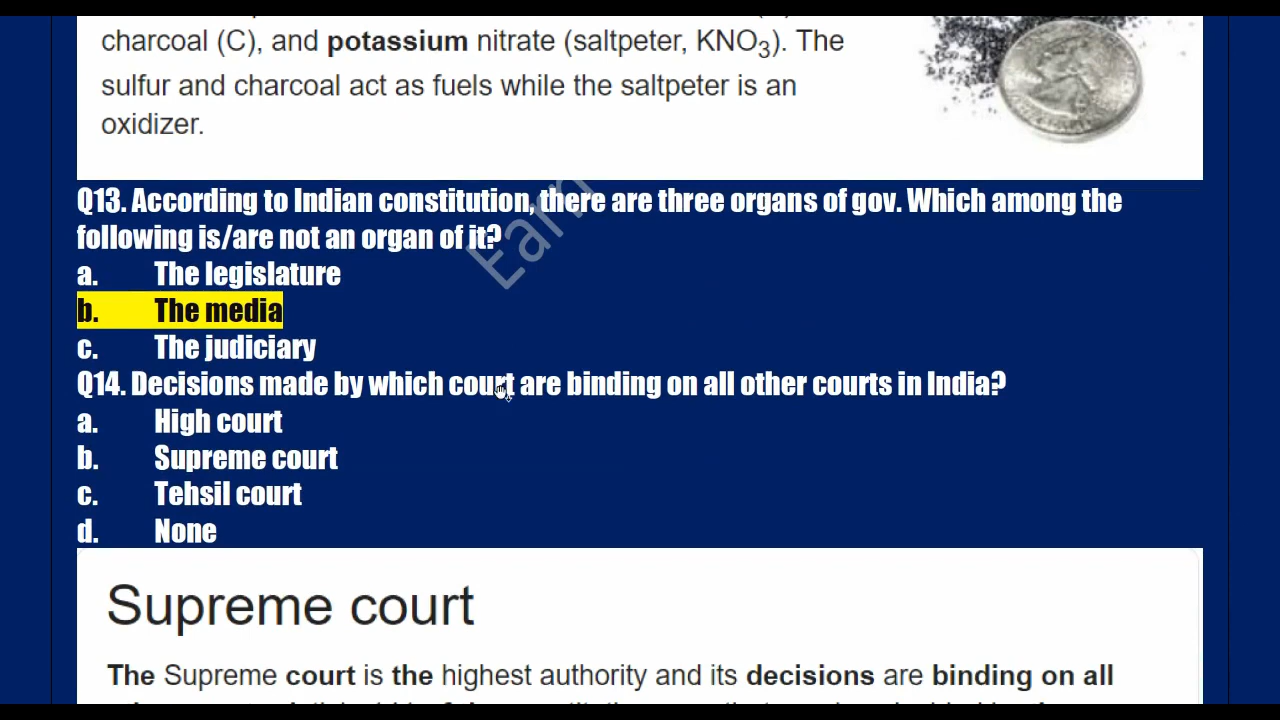 charcoal (C), and potassium nitrate (saltpeter, KNO₃). The
sulfur and charcoal act as fuels while the saltpeter is an
oxidizer.
Q13. According to Indian constitution, there are three organs of gov. Which among the
following is/are not an organ of it?
a. The legislature
b. The media
c. The judiciary
Q14. Decisions made by which court are binding on all other courts in India?
a. High court
b. Supreme court
c. Tehsil court
d. None
Supreme court
The Supreme court is the highest authority and its decisions are binding on all
Earn